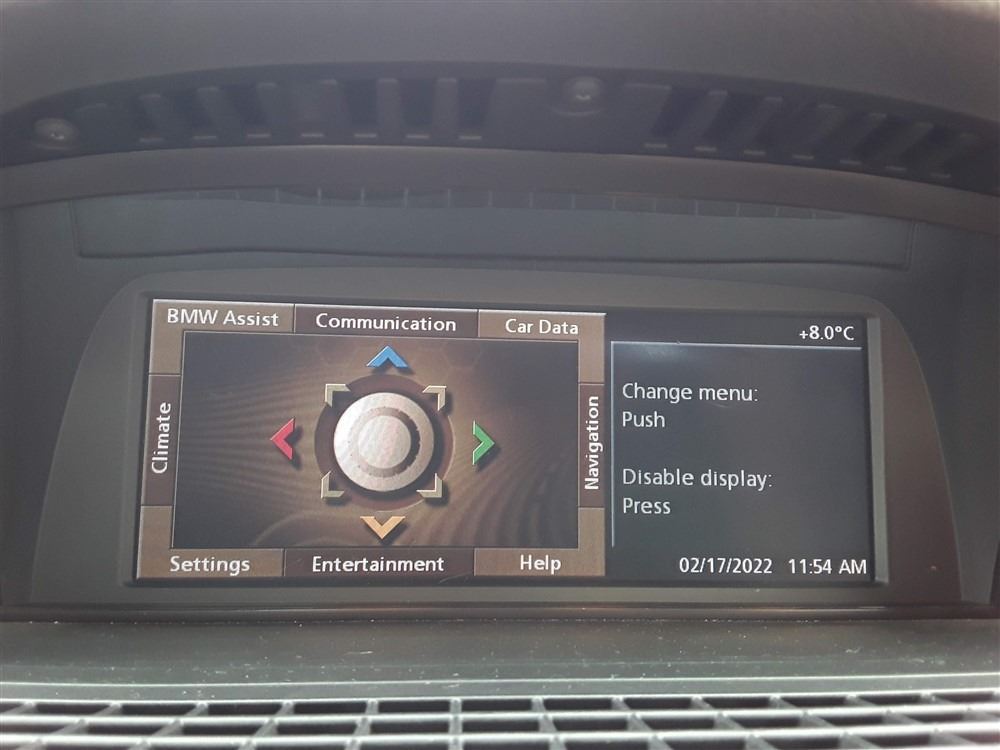 BMW Assist
Communication
Car Data
+8.0°C
Climate
Navigation
Change menu:
Push
Disable display:
Press
Settings
Entertainment
Help
02/17/2022 11:54 AM